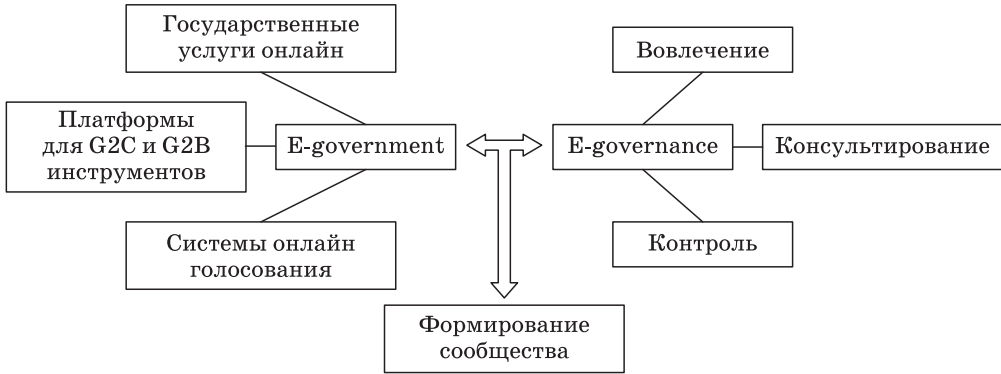 Государственные
услуги онлайн
Платформы
для G2C и G2B
инструментов
E-government
Системы онлайн
голосования
Вовлечение
E-governance
Консультирование
Контроль
Формирование
сообщества